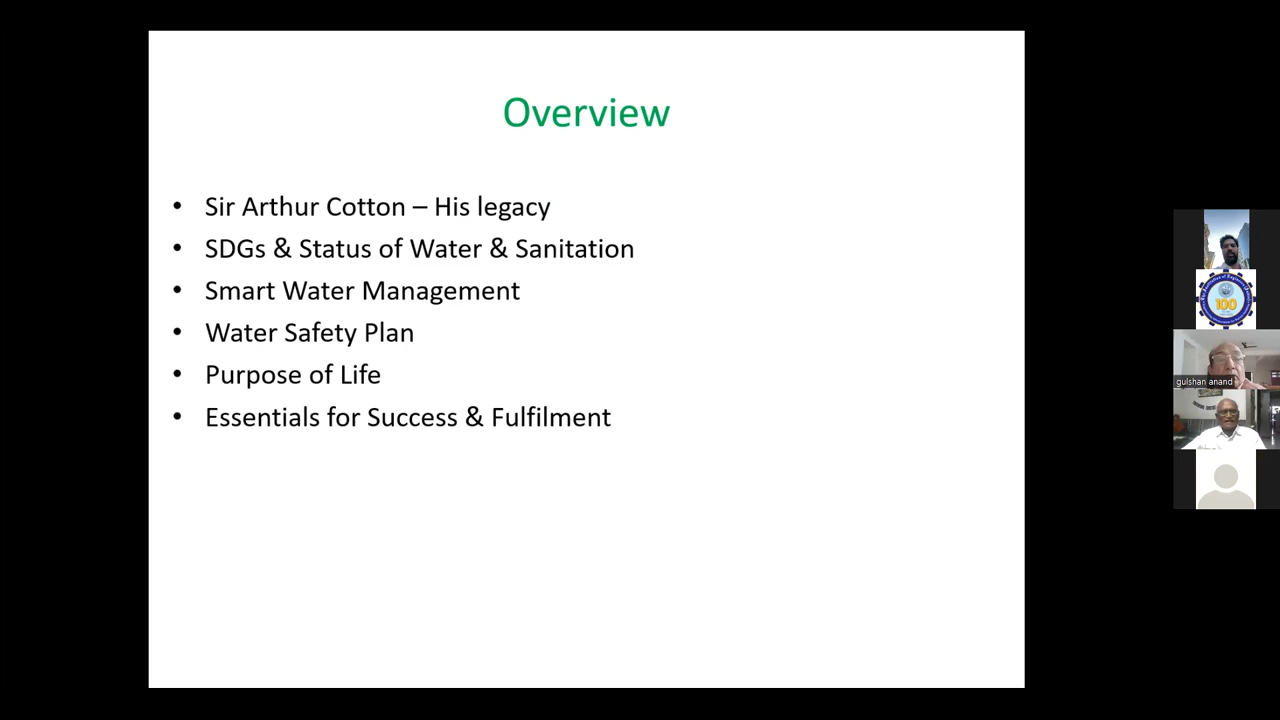 Overview
• Sir Arthur Cotton – His legacy
• SDGs & Status of Water & Sanitation
• Smart Water Management
• Water Safety Plan
• Purpose of Life
• Essentials for Success & Fulfilment
100
gulshan anand